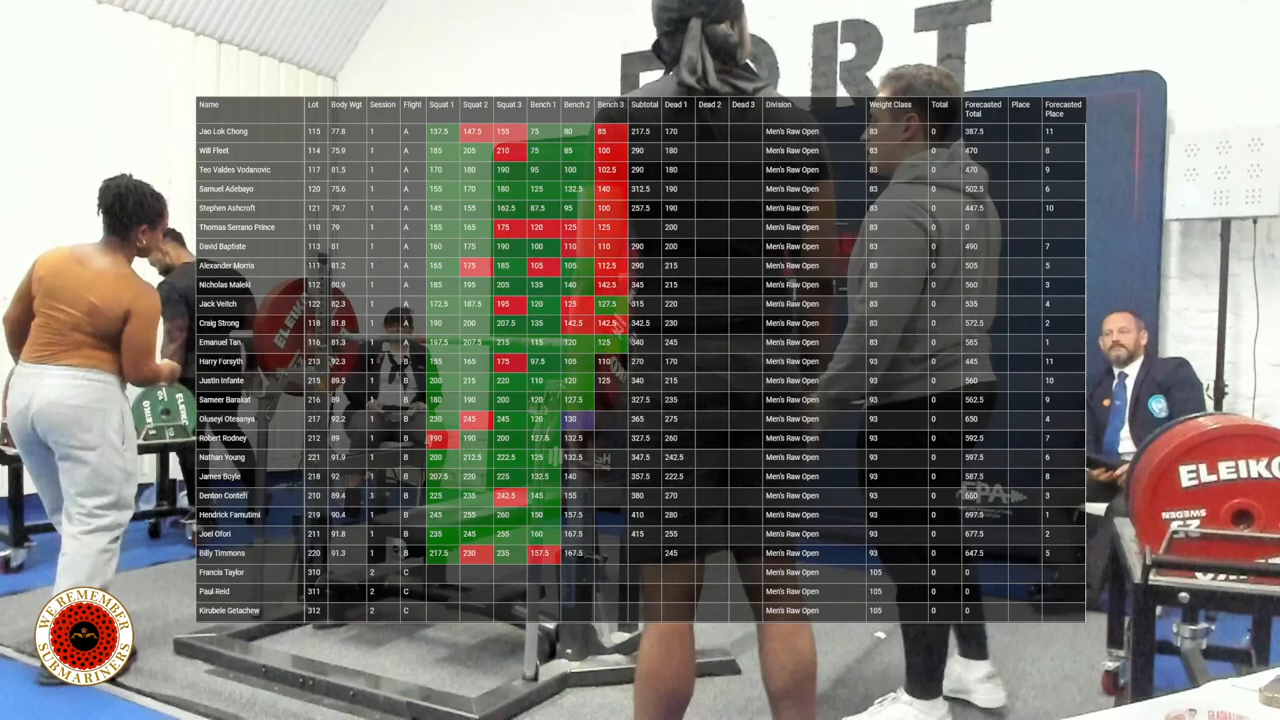 PORT
Name Lot Body Wgt Session Flight Squat 1 Squat 2 Squat 3 Bench 1 Bench 2 Bench 3 Subtotal Dead 1 Dead 2 Dead 3 Division Weight Class Total Forecasted Total Place Forecasted Place
Jao Lok Chong 115 77.8 1 A 137.5 147.5 155 75 80 85 217.5 170 Men's Raw Open 83 0 387.5 11
Will Fleet 114 75.9 1 A 185 205 210 75 85 100 290 180 Men's Raw Open 83 0 470 8
Teo Valdes Vodanovic 117 81.5 1 A 170 180 190 95 100 102.5 290 180 Men's Raw Open 83 0 470 9
Samuel Adebayo 120 75.6 1 A 155 170 180 125 132.5 140 312.5 190 Men's Raw Open 83 0 502.5 6
Stephen Ashcroft 121 79.7 1 A 145 155 162.5 87.5 95 100 257.5 190 Men's Raw Open 83 0 447.5 10
Thomas Serrano Prince 110 79 1 A 155 165 175 120 125 125 200 Men's Raw Open 83 0 0
David Baptiate 113 81 1 A 160 175 190 100 110 110 290 200 Men's Raw Open 83 0 490 7
Alexander Morris 111 81.2 1 A 165 175 185 105 105 112.5 290 215 Men's Raw Open 83 0 505 5
Nicholas Maleki 112 80.9 1 A 185 195 205 135 140 142.5 345 215 Men's Raw Open 83 0 560 3
Jack Veitch 122 82.3 1 A 172.5 187.5 195 120 125 127.5 315 220 Men's Raw Open 83 0 535 4
Craig Strong 118 81.8 1 A 190 200 207.5 135 142.5 142.5 342.5 230 Men's Raw Open 83 0 572.5 2
Emanuel Tan 116 81.3 1 A 197.5 207.5 215 115 120 125 340 245 Men's Raw Open 83 0 585 1
Harry Forsyth 213 92.3 1 B 155 165 175 97.5 105 110 270 170 Men's Raw Open 93 0 445 11
Justin Infante 215 89.5 1 B 200 215 220 110 120 125 340 215 Men's Raw Open 93 0 560 10
Sameer Barakat 216 89 1 B 180 190 200 120 127.5 327.5 235 Men's Raw Open 93 0 562.5 9
Oluseyi Otesanya 217 92.2 1 B 230 245 245 120 130 365 275 Men's Raw Open 93 0 650 4
Robert Rodney 212 89 1 B 190 190 200 127.5 132.5 327.5 260 Men's Raw Open 93 0 592.5 7
Nathan Young 221 91.9 1 B 200 212.5 222.5 125 132.5 347.5 242.5 Men's Raw Open 93 0 597.5 6
James Boyle 218 92 1 B 207.5 220 225 132.5 140 357.5 222.5 Men's Raw Open 93 0 587.5 8
Denton Conteh 210 89.4 1 B 225 235 242.5 145 155 380 270 Men's Raw Open 93 0 660 3
Hendrick Famutimi 219 90.4 1 B 245 255 260 150 157.5 410 280 Men's Raw Open 93 0 697.5 1
Joel Ofori 211 91.8 1 B 235 245 255 160 167.5 415 255 Men's Raw Open 93 0 677.5 2
Billy Timmons 220 91.3 1 B 217.5 230 235 157.5 167.5 245 Men's Raw Open 93 0 647.5 5
Francis Taylor 310 2 C Men's Raw Open 105 0 0
Paul Reid 311 2 C Men's Raw Open 105 0 0
Kirubele Getachew 312 2 C Men's Raw Open 105 0 0
ELEIKO
ELEIKO
ELEIKO
ELEIKO
SWEDEN
25
EPA
WE REMEMBER
SUBMARINERS